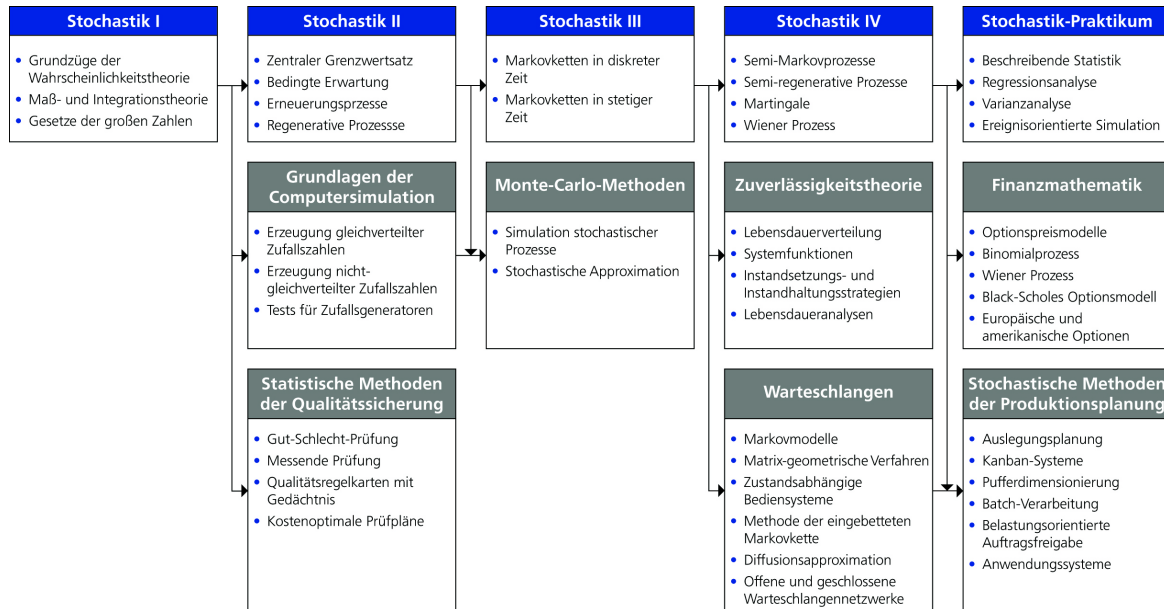 Stochastik I
Grundzüge der
Wahrscheinlichkeitstheorie
Maß- und Integrationstheorie
Gesetze der großen Zahlen
Stochastik II
Zentraler Grenzwertsatz
Bedingte Erwartung
Erneuerungsprzesse
Regenerative Prozessse
Stochastik III
Markovketten in diskreter
Zeit
Markovketten in stetiger
Zeit
Stochastik IV
Semi-Markovprozesse
Semi-regenerative Prozesse
Martingale
Wiener Prozess
Stochastik-Praktikum
Beschreibende Statistik
Regressionsanalyse
Varianzanalyse
Ereignisorientierte Simulation
Grundlagen der
Computersimulation
Erzeugung gleichverteilter
Zufallszahlen
Erzeugung nicht-
gleichverteilter Zufallszahlen
Tests für Zufallsgeneratoren
Monte-Carlo-Methoden
Simulation stochastischer
Prozesse
Stochastische Approximation
Zuverlässigkeitstheorie
Lebensdauerverteilung
Systemfunktionen
Instandsetzungs- und
Instandhaltungsstrategien
Lebensdaueranalysen
Finanzmathematik
Optionspreismodelle
Binomialprozess
Wiener Prozess
Black-Scholes Optionsmodell
Europäische und
amerikanische Optionen
Statistische Methoden
der Qualitätssicherung
Gut-Schlecht-Prüfung
Messende Prüfung
Qualitätsregelkarten mit
Gedächtnis
Kostenoptimale Prüfpläne
Warteschlangen
Markovmodelle
Matrix-geometrische Verfahren
Zustandsabhängige
Bediensysteme
Methode der eingebetteten
Markovkette
Diffusionsapproximation
Offene und geschlossene
Warteschlangennetzwerke
Stochastische Methoden
der Produktionsplanung
Auslegungsplanung
Kanban-Systeme
Pufferdimensionierung
Batch-Verarbeitung
Belastungsorientierte
Auftragsfreigabe
Anwendungssysteme